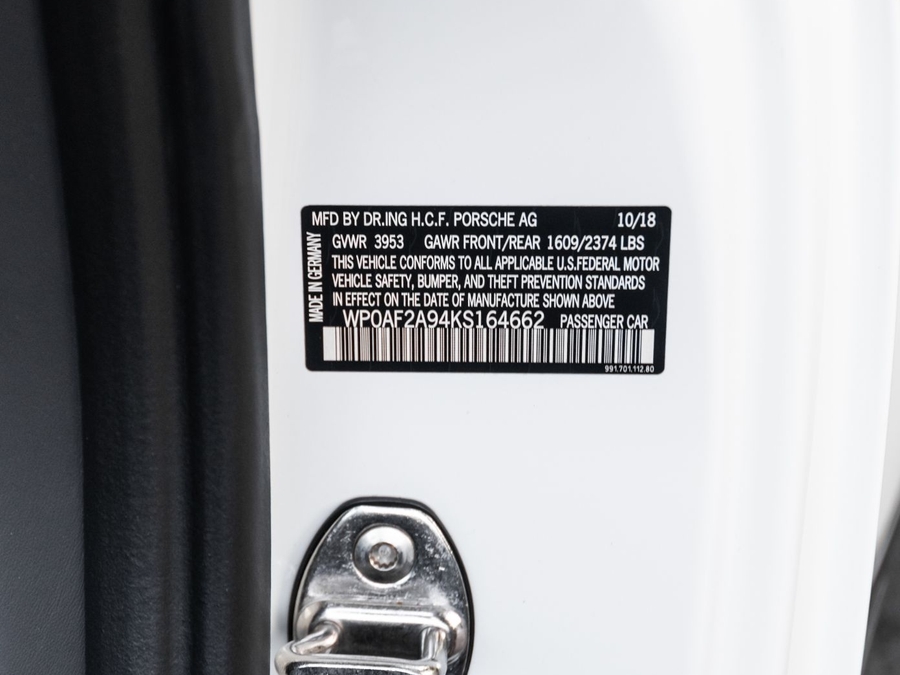 MFD BY DR.ING H.C.F. PORSCHE AG 10/18
MADE IN GERMANY
GVWR 3953 GAWR FRONT/REAR 1609/2374 LBS
THIS VEHICLE CONFORMS TO ALL APPLICABLE U.S.FEDERAL MOTOR
VEHICLE SAFETY, BUMPER, AND THEFT PREVENTION STANDARDS
IN EFFECT ON THE DATE OF MANUFACTURE SHOWN ABOVE
WP0AF2A94KS164662 PASSENGER CAR
991.701.112.80